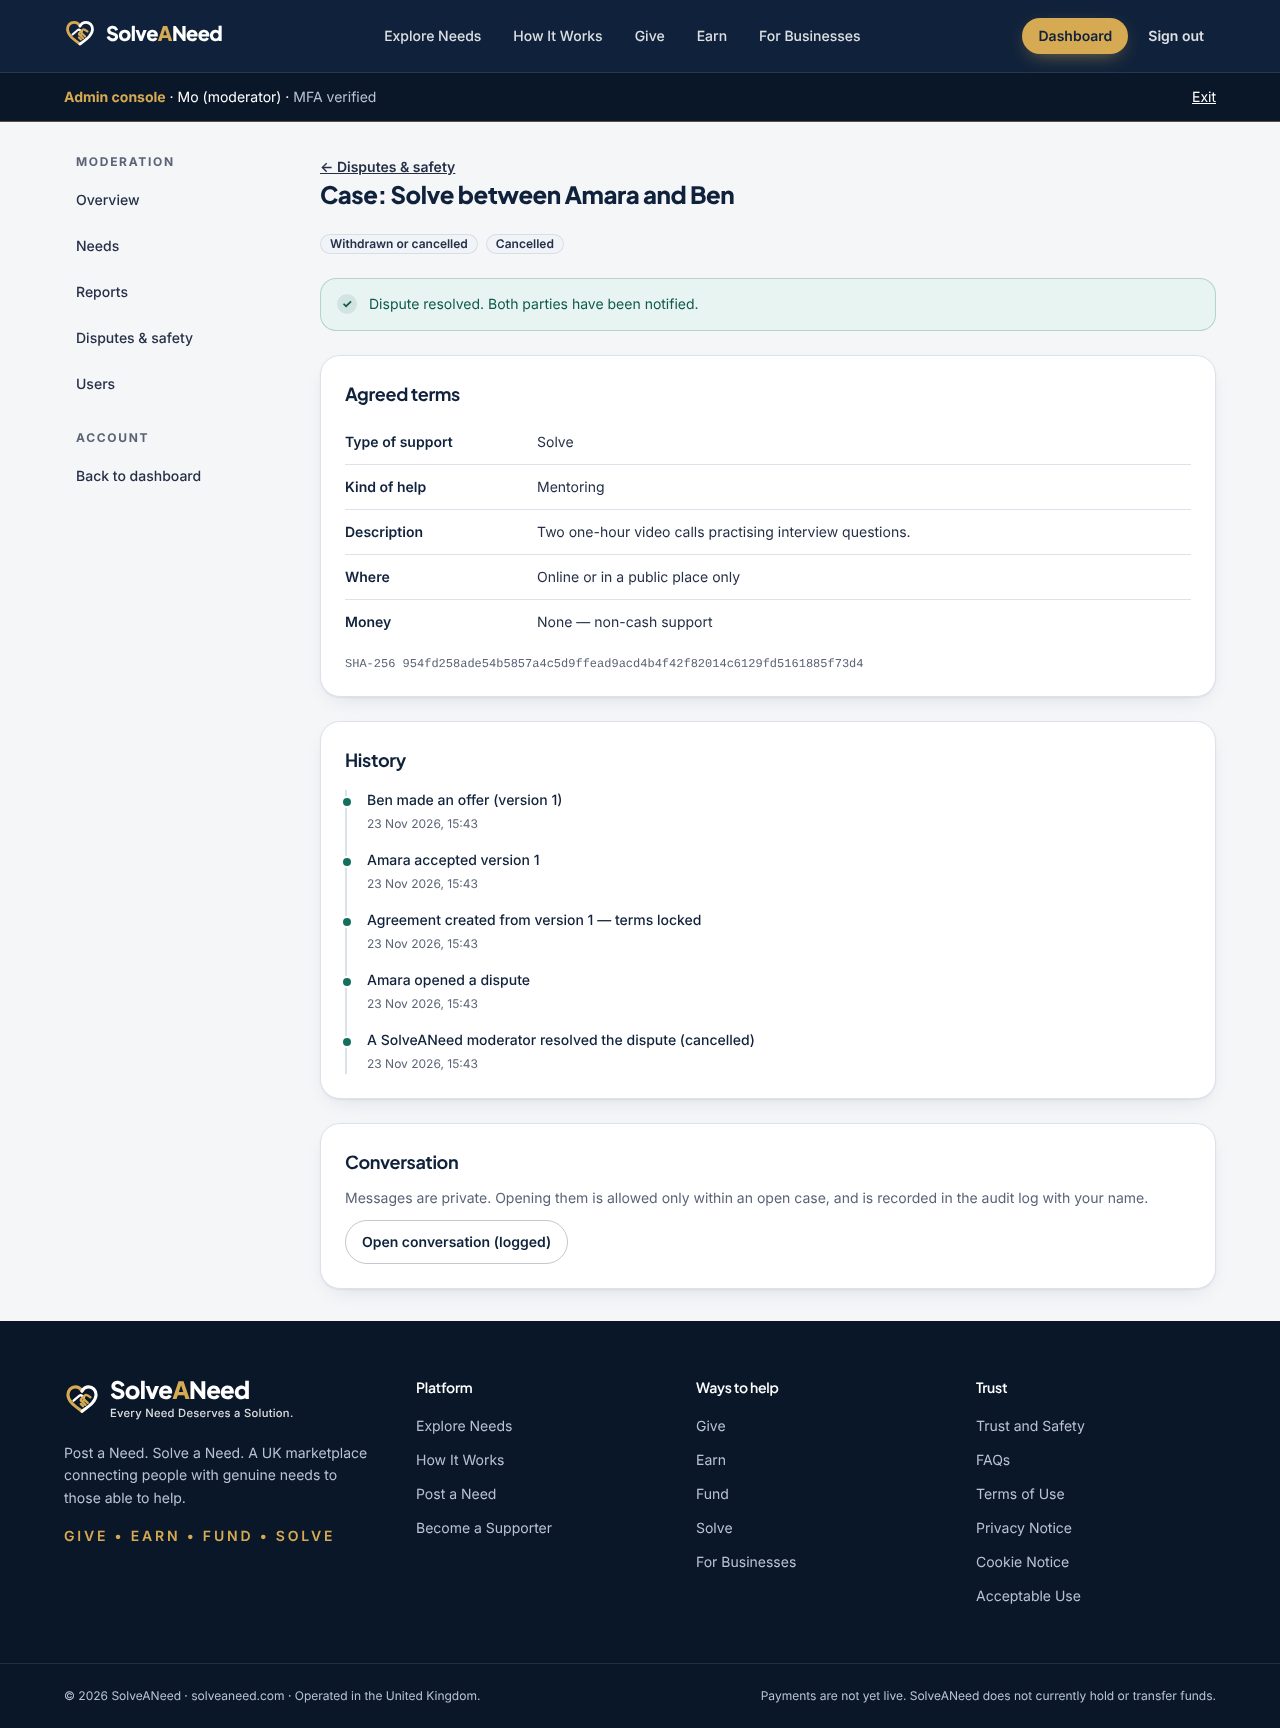 SolveANeed
Explore Needs
How It Works
Give
Earn
For Businesses
Dashboard
Sign out
Admin console · Mo (moderator) · MFA verified
Exit
MODERATION
Overview
Needs
Reports
Disputes & safety
Users
ACCOUNT
Back to dashboard
← Disputes & safety
Case: Solve between Amara and Ben
Withdrawn or cancelled
Cancelled
Dispute resolved. Both parties have been notified.
Agreed terms
Type of support Solve
Kind of help Mentoring
Description Two one-hour video calls practising interview questions.
Where Online or in a public place only
Money None — non-cash support
SHA-256 954fd258ade54b5857a4c5d9ffead9acd4b4f42f82014c6129fd5161885f73d4
History
Ben made an offer (version 1)
23 Nov 2026, 15:43
Amara accepted version 1
23 Nov 2026, 15:43
Agreement created from version 1 — terms locked
23 Nov 2026, 15:43
Amara opened a dispute
23 Nov 2026, 15:43
A SolveANeed moderator resolved the dispute (cancelled)
23 Nov 2026, 15:43
Conversation
Messages are private. Opening them is allowed only within an open case, and is recorded in the audit log with your name.
Open conversation (logged)
SolveANeed
Every Need Deserves a Solution.
Post a Need. Solve a Need. A UK marketplace
connecting people with genuine needs to
those able to help.
GIVE • EARN • FUND • SOLVE
Platform
Explore Needs
How It Works
Post a Need
Become a Supporter
Ways to help
Give
Earn
Fund
Solve
For Businesses
Trust
Trust and Safety
FAQs
Terms of Use
Privacy Notice
Cookie Notice
Acceptable Use
© 2026 SolveANeed · solveaneed.com · Operated in the United Kingdom.
Payments are not yet live. SolveANeed does not currently hold or transfer funds.